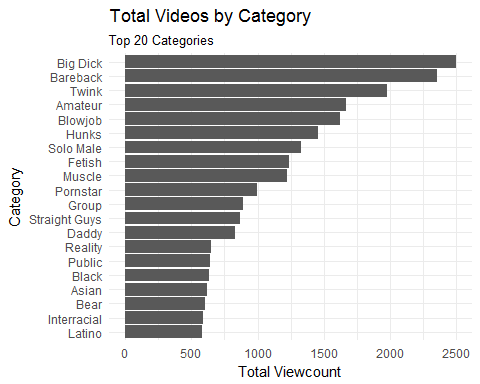 Total Videos by Category
Top 20 Categories
Category
Big Dick
Bareback
Twink
Amateur
Blowjob
Hunks
Solo Male
Fetish
Muscle
Pornstar
Group
Straight Guys
Daddy
Reality
Public
Black
Asian
Bear
Interracial
Latino
0 500 1000 1500 2000 2500
Total Viewcount